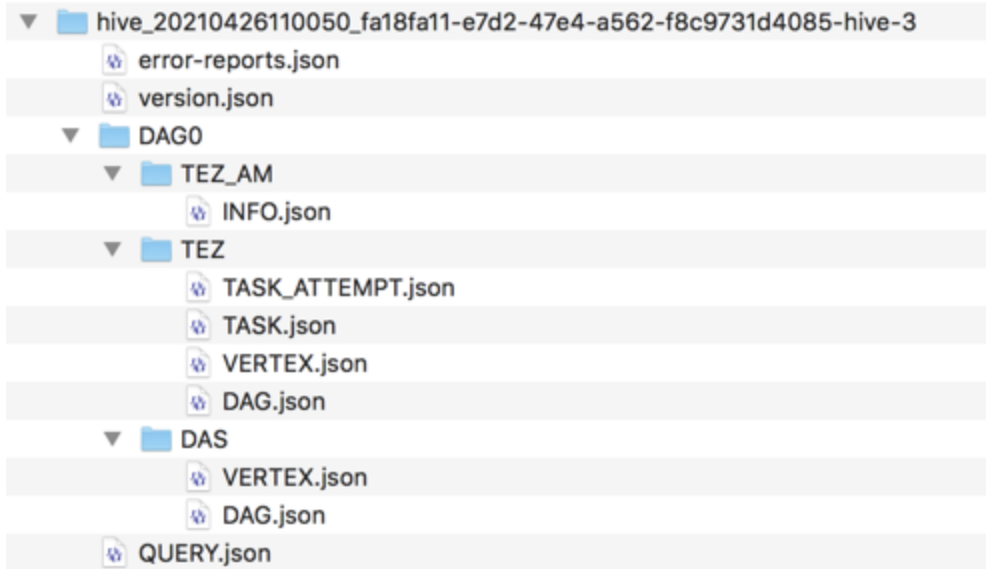 hive_20210426110050_fa18fa11-e7d2-47e4-a562-f8c9731d4085-hive-3
error-reports.json
version.json
DAG0
TEZ_AM
INFO.json
TEZ
TASK_ATTEMPT.json
TASK.json
VERTEX.json
DAG.json
DAS
VERTEX.json
DAG.json
QUERY.json